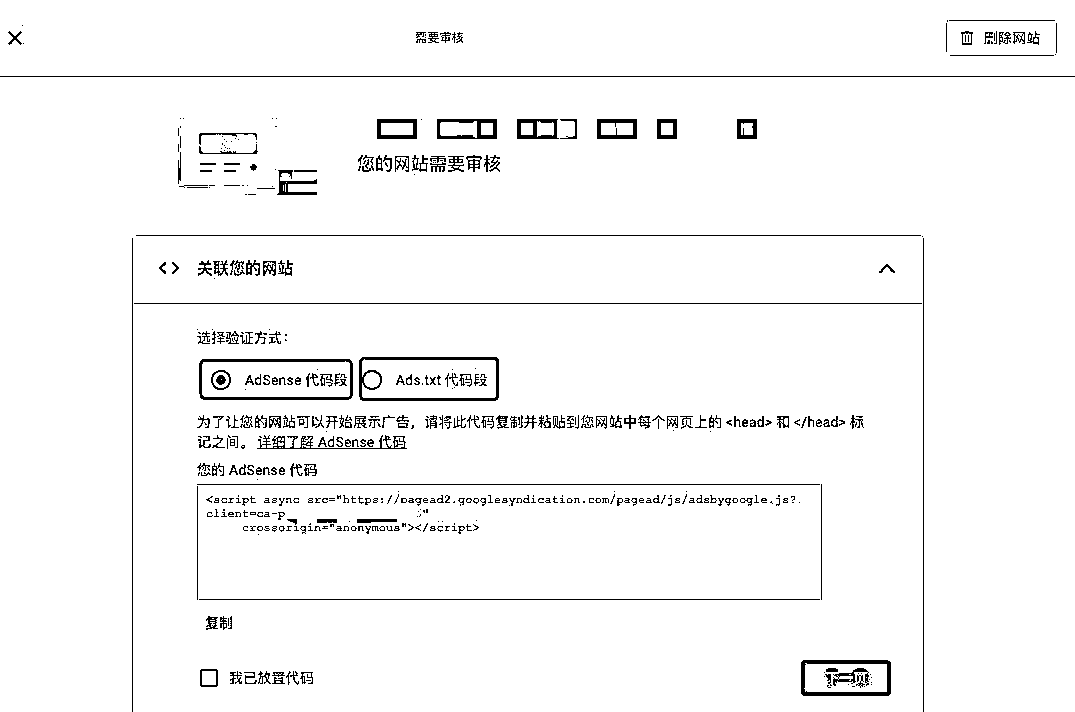 需要审核
删除网站
您的网站需要审核
关联您的网站
选择验证方式：
AdSense 代码段
Ads.txt 代码段
为了让您的网站可以开始展示广告，请将此代码复制并粘贴到您网站中每个网页上的 <head> 和 </head> 标
记之间。 详细了解 AdSense 代码
您的 AdSense 代码
<script async src="https://pagead2.googlesyndication.com/pagead/js/adsbygoogle.js?
client=ca-p
crossorigin="anonymous"></script>
复制
我已放置代码